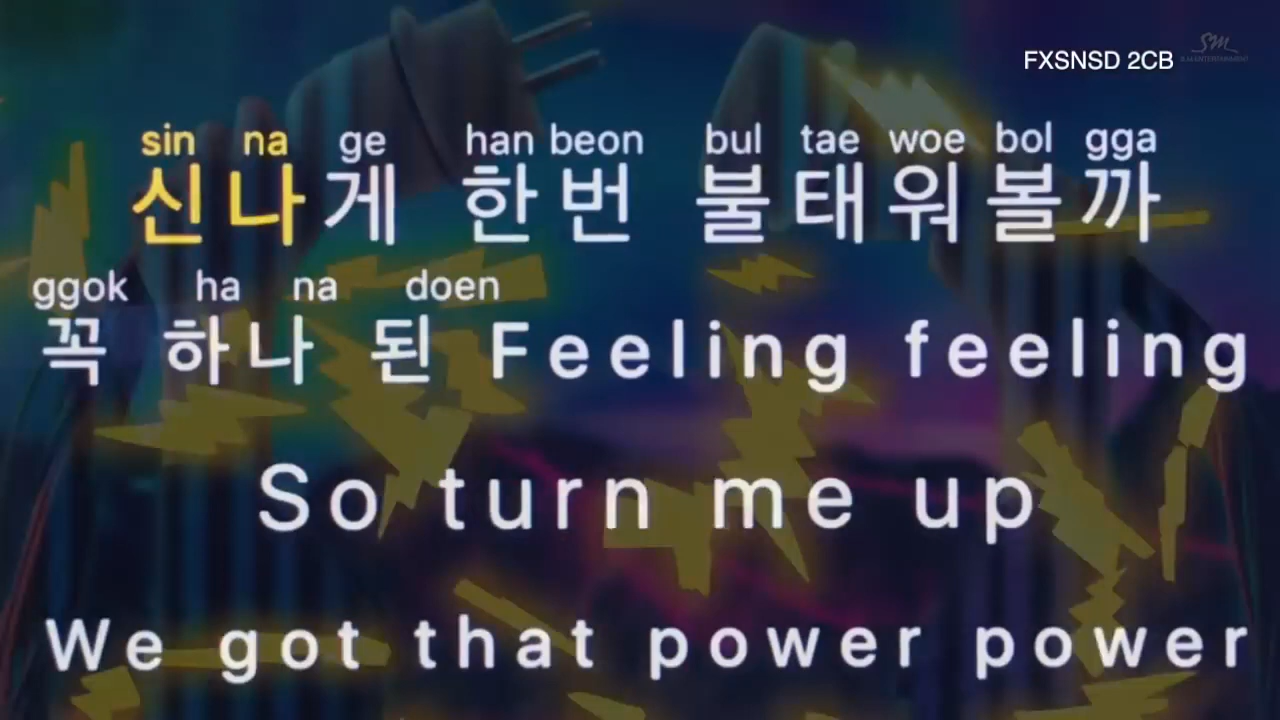 FXSNSD 2CB
SM
S.M.ENTERTAINMENT
sin na ge han beon bul tae woe bol gga
신나게 한번 불태워볼까
ggok ha na doen
꼭 하나 된 Feeling feeling
So turn me up
We got that power power